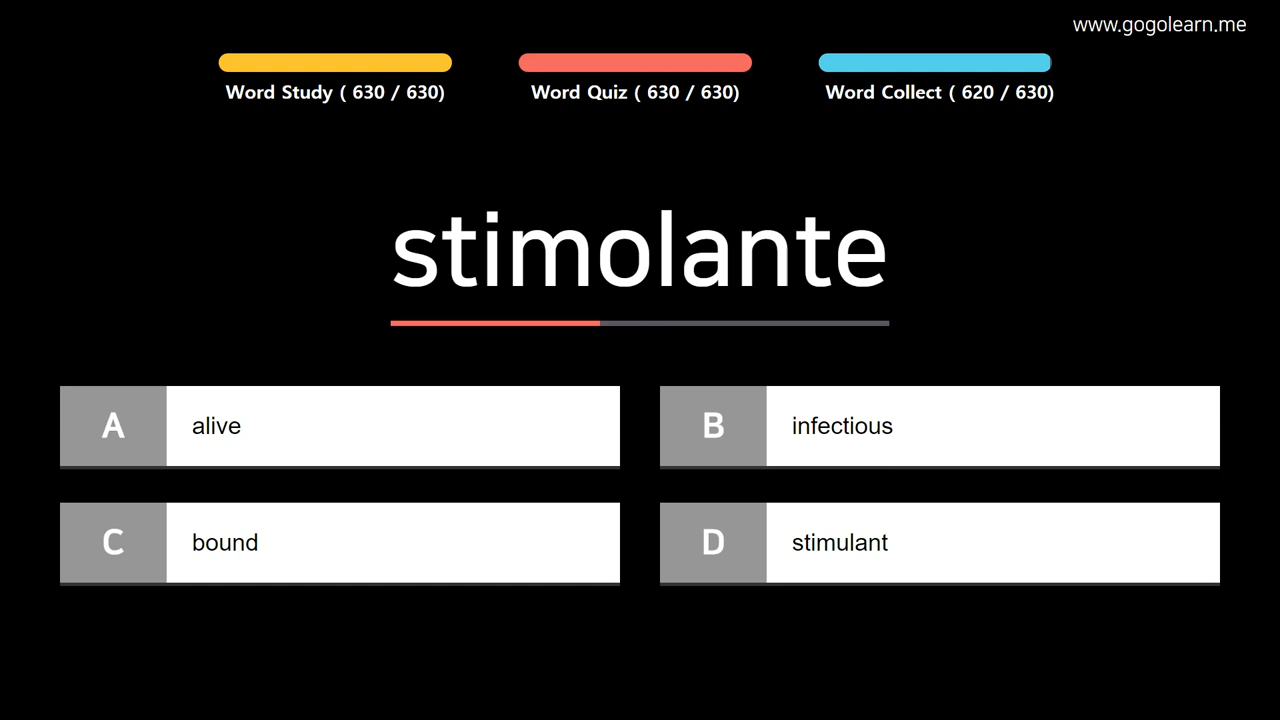 www.gogolearn.me
Word Study ( 630 / 630)
Word Quiz ( 630 / 630)
Word Collect ( 620 / 630)
stimolante
A alive
B infectious
C bound
D stimulant